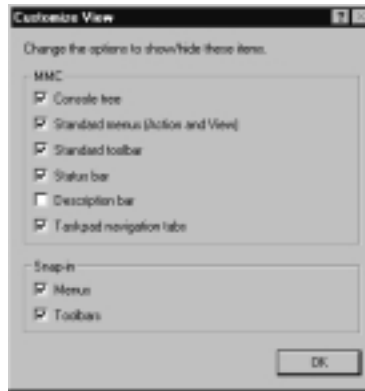 Customize View
Change the options to show/hide these items.
MMC
Console tree
Standard menus (Action and View)
Standard toolbar
Status bar
Description bar
Taskpad navigation tabs
Snap-in
Menus
Toolbars
OK